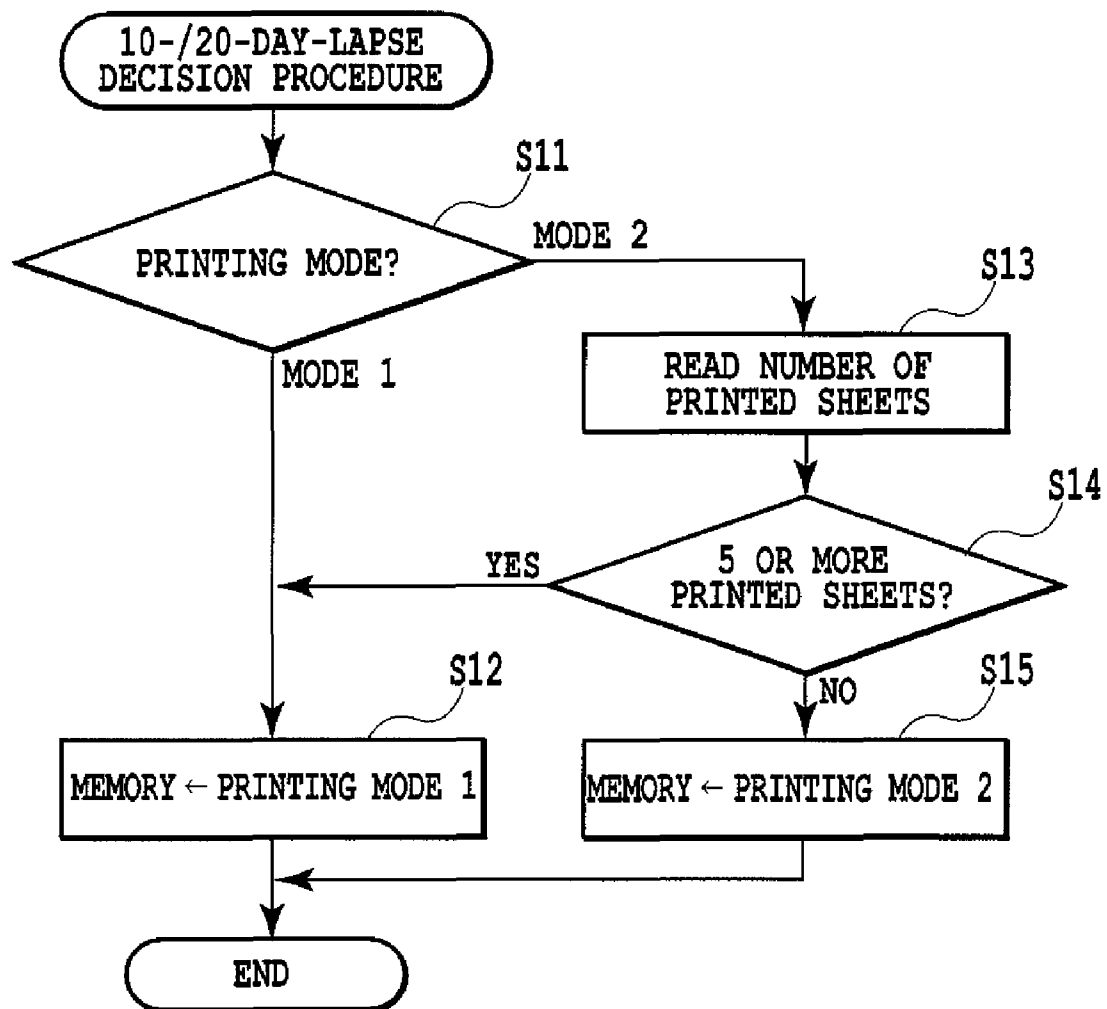 10-/20-DAY-LAPSE
DECISION PROCEDURE
S11
PRINTING MODE?
MODE 2
MODE 1
S13
READ NUMBER OF
PRINTED SHEETS
S14
5 OR MORE
PRINTED SHEETS?
YES
NO
S12
MEMORY ← PRINTING MODE 1
S15
MEMORY ← PRINTING MODE 2
END